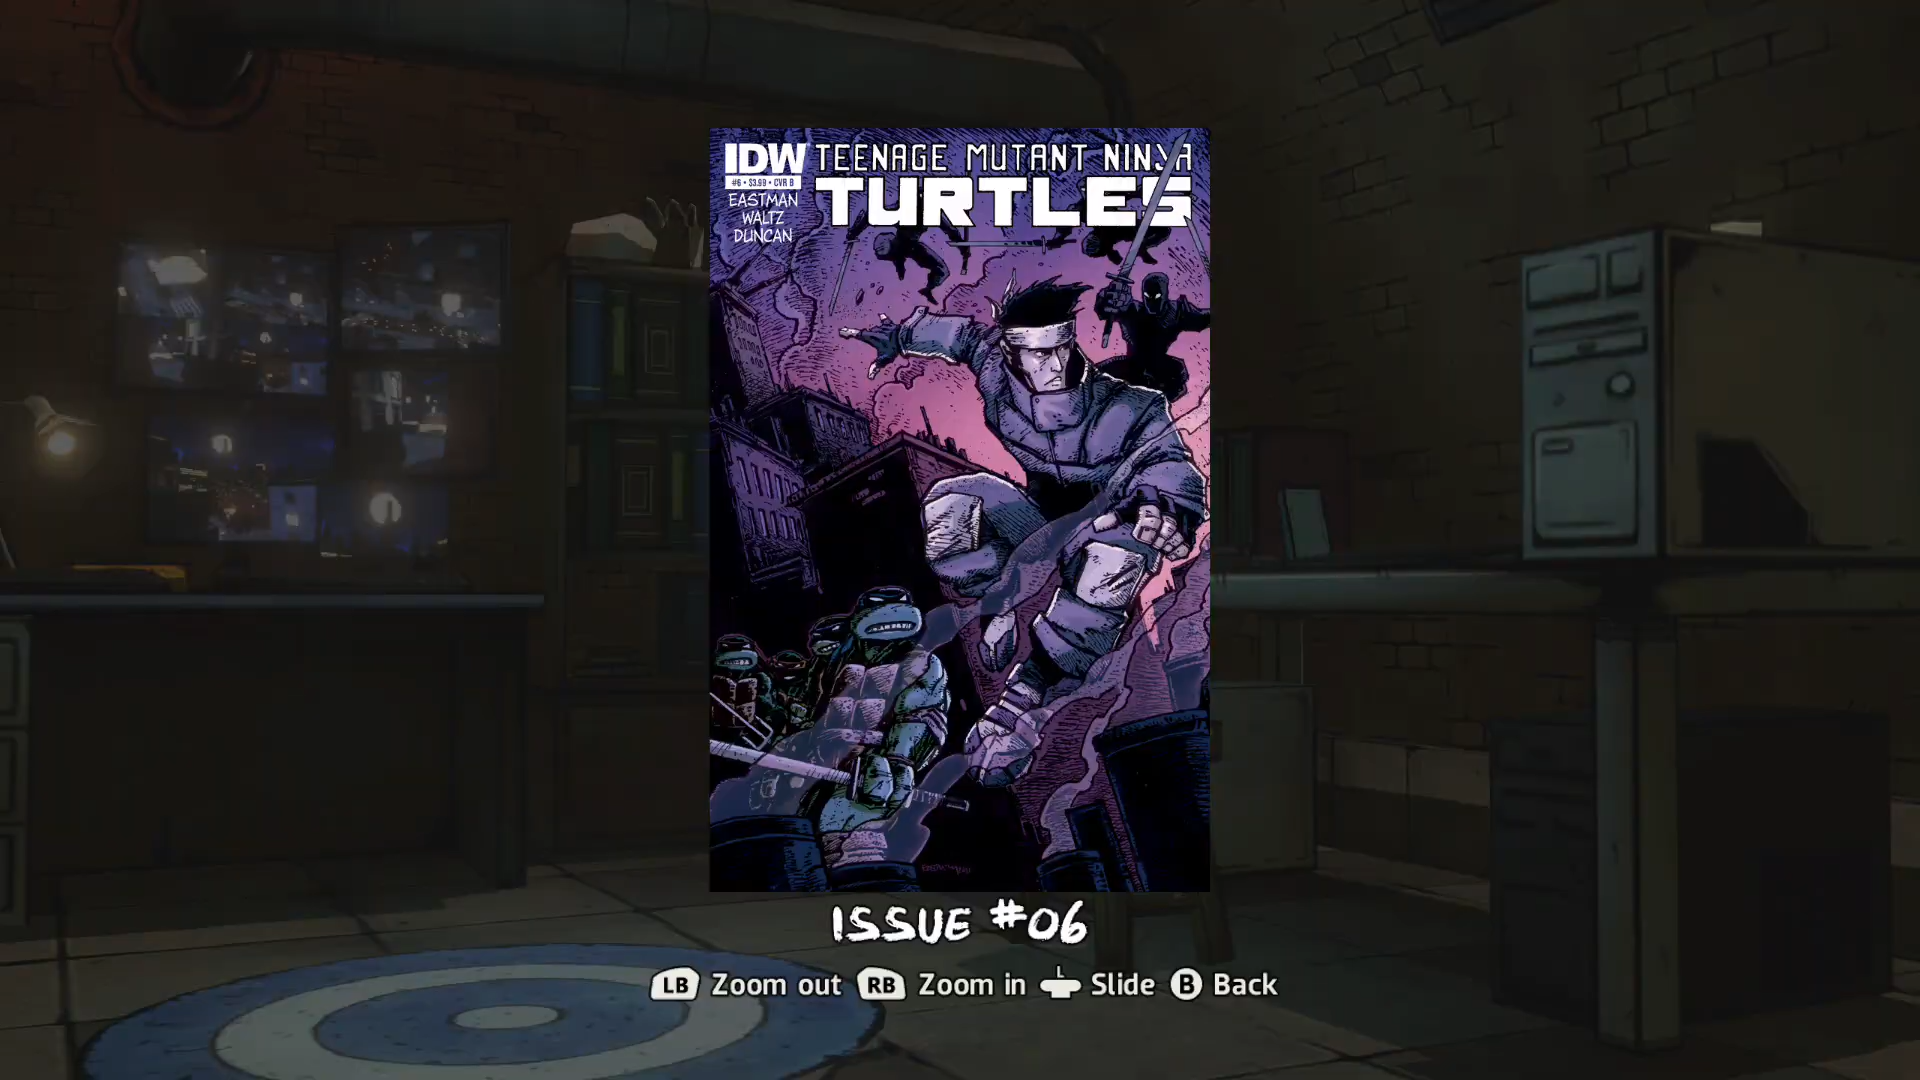 IDW
TEENAGE MUTANT NINJA
TURTLES
#6 • $3.99 • CVR B
EASTMAN
WALTZ
DUNCAN
ISSUE #06
LB Zoom out RB Zoom in L Slide B Back